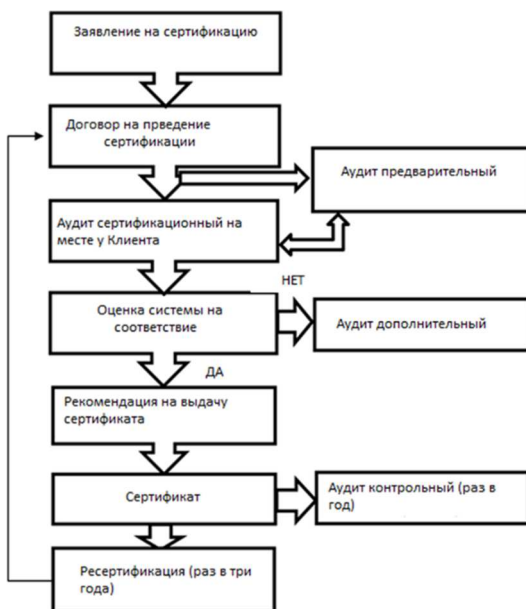 Заявление на сертификацию
Договор на прведение
сертификации
Аудит предварительный
Аудит сертификационный на
месте у Клиента
НЕТ
Оценка системы на
соответствие
Аудит дополнительный
ДА
Рекомендация на выдачу
сертификата
Сертификат
Аудит контрольный (раз в
год)
Ресертификация (раз в три
года)